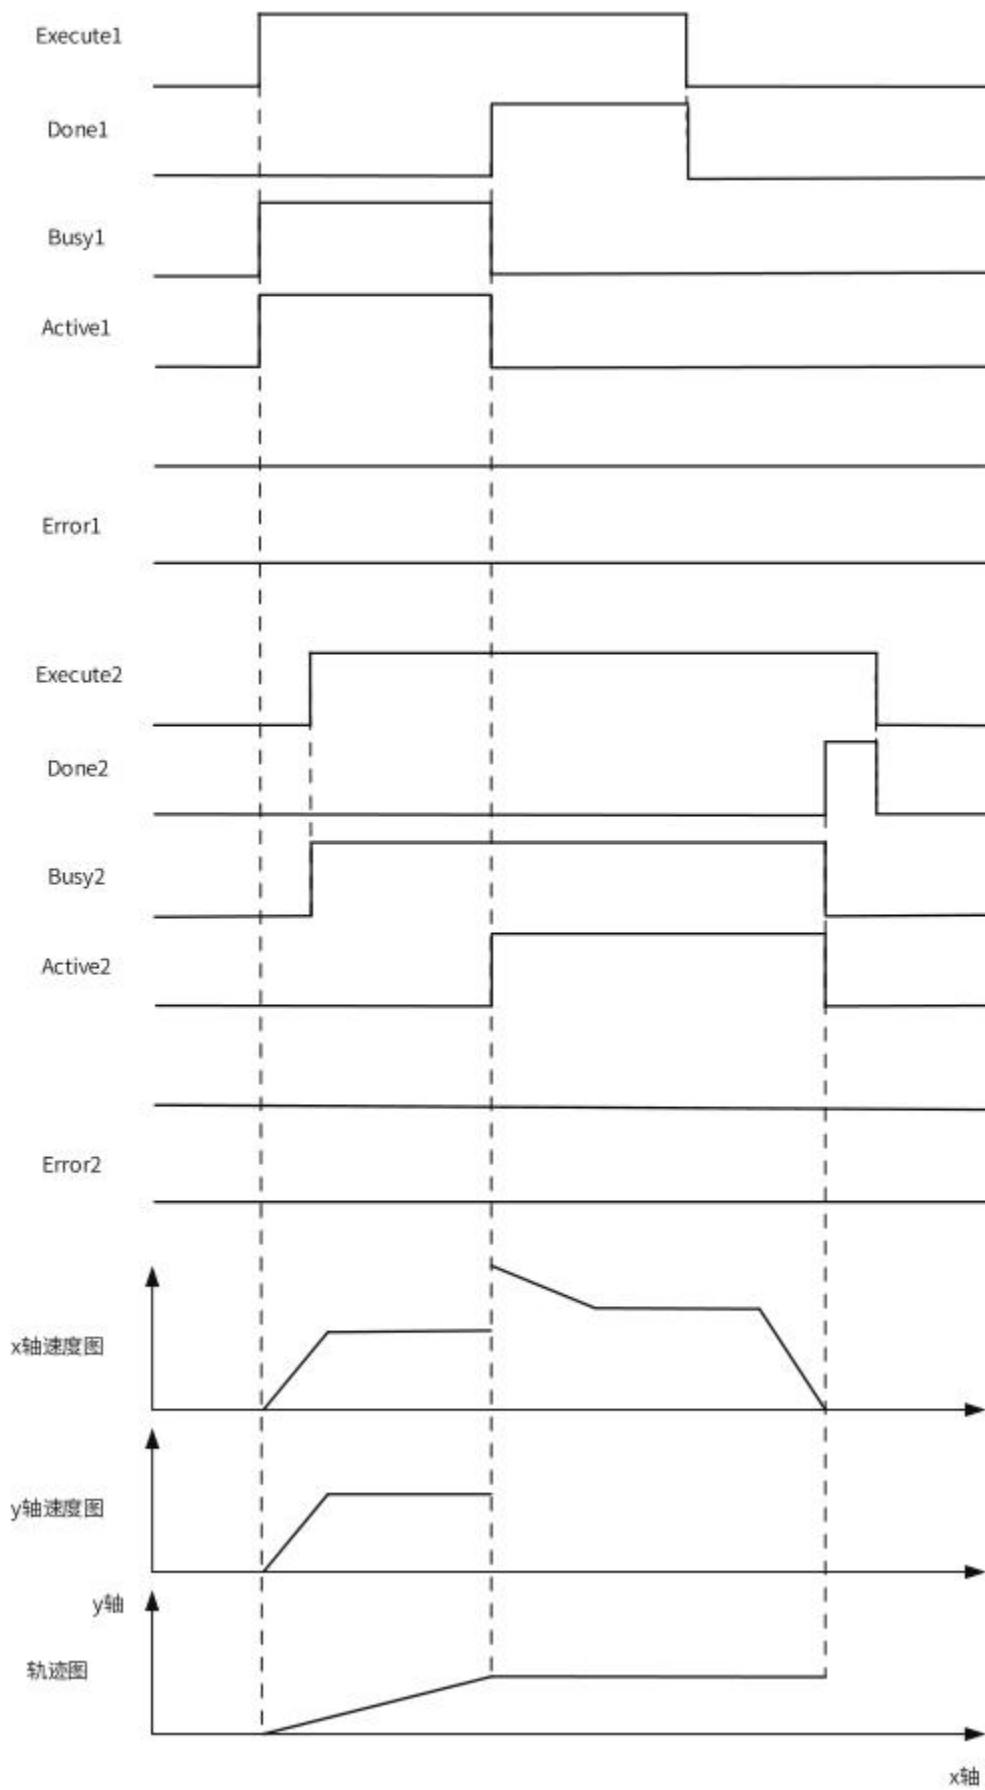 Execute1
Done1
Busy1
Active1
Error1
Execute2
Done2
Busy2
Active2
Error2
x轴速度图
y轴速度图
y轴
轨迹图
x轴